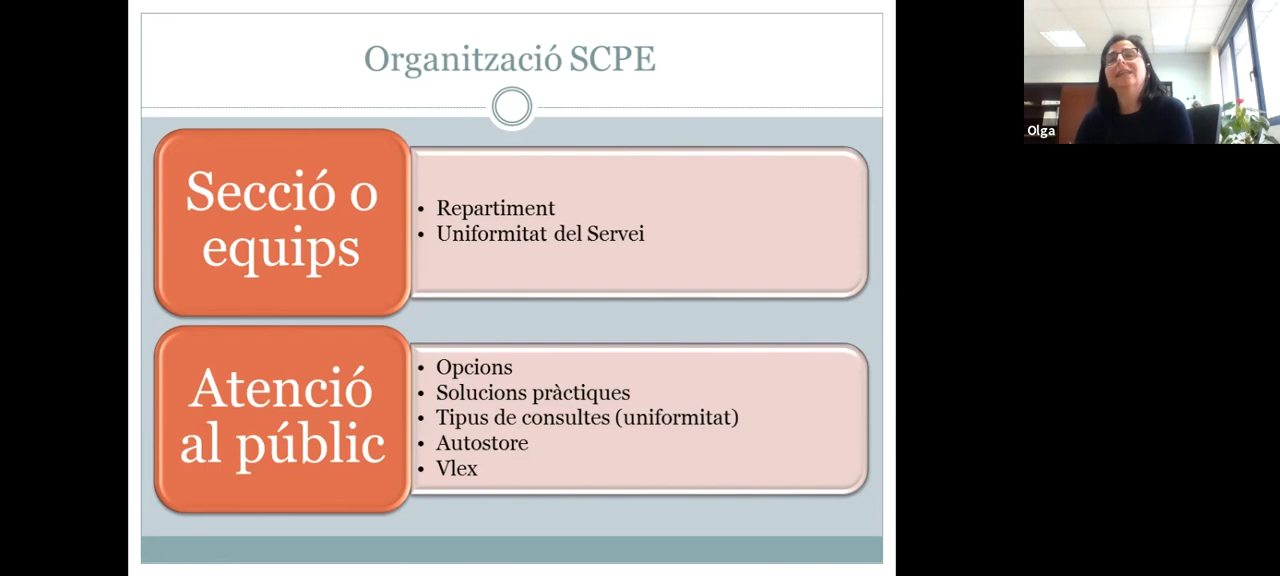 Organització SCPE
Secció o
equips
• Repartiment
• Uniformitat del Servei
Atenció
al públic
• Opcions
• Solucions pràctiques
• Tipus de consultes (uniformitat)
• Autostore
• Vlex
Olga